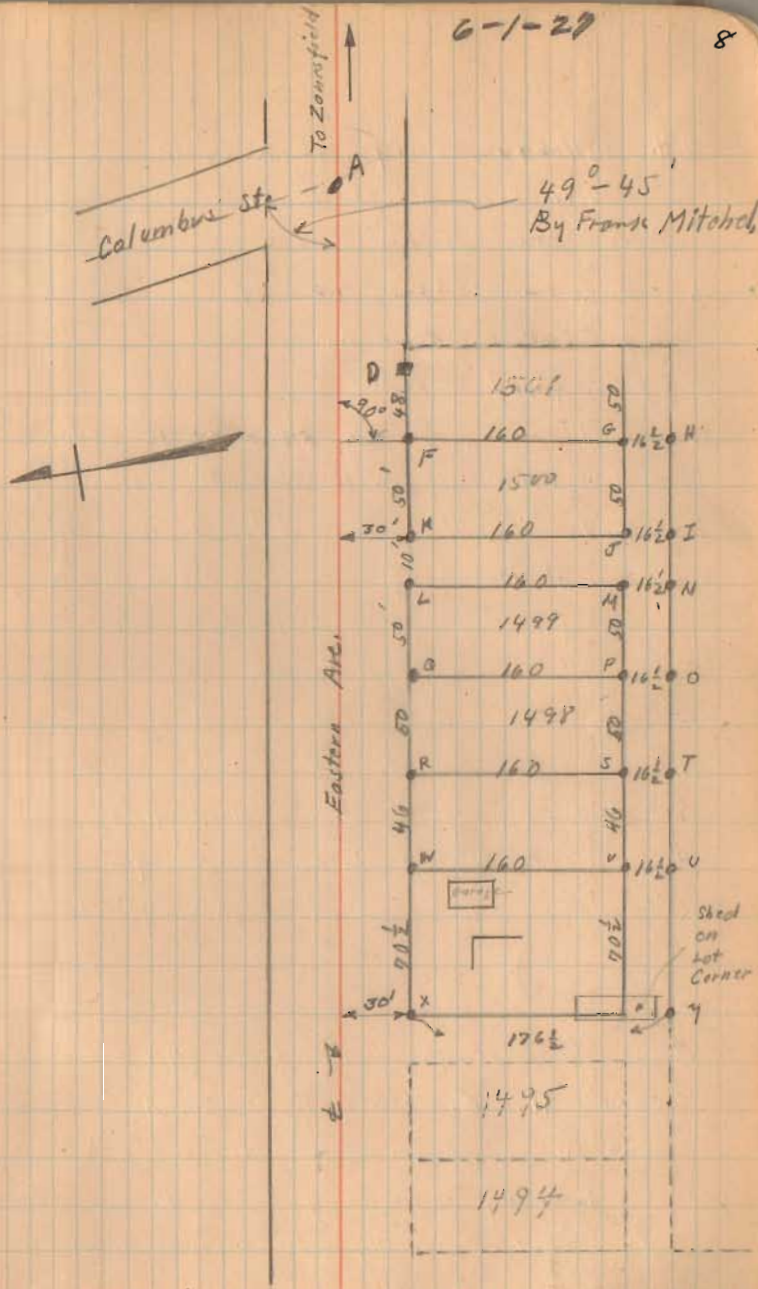 6-1-27
8
To Zanesfield
A
Columbus St.
49° - 45'
By Frank Mitchel
D
1501
90°
48
50
F
160
G
16½
H
50'
1500
50
30'
K
160
J
16½
I
10'
L
160
M
16½'
N
50'
1499
50
Q
160
P
16½
O
50
1498
50
R
160
S
16½
T
Eastern Ave.
46
46
W
160
V
16½
U
Garage
70½
70½
Shed
on
Lot
Corner
30'
X
Y
176½
1495
1494